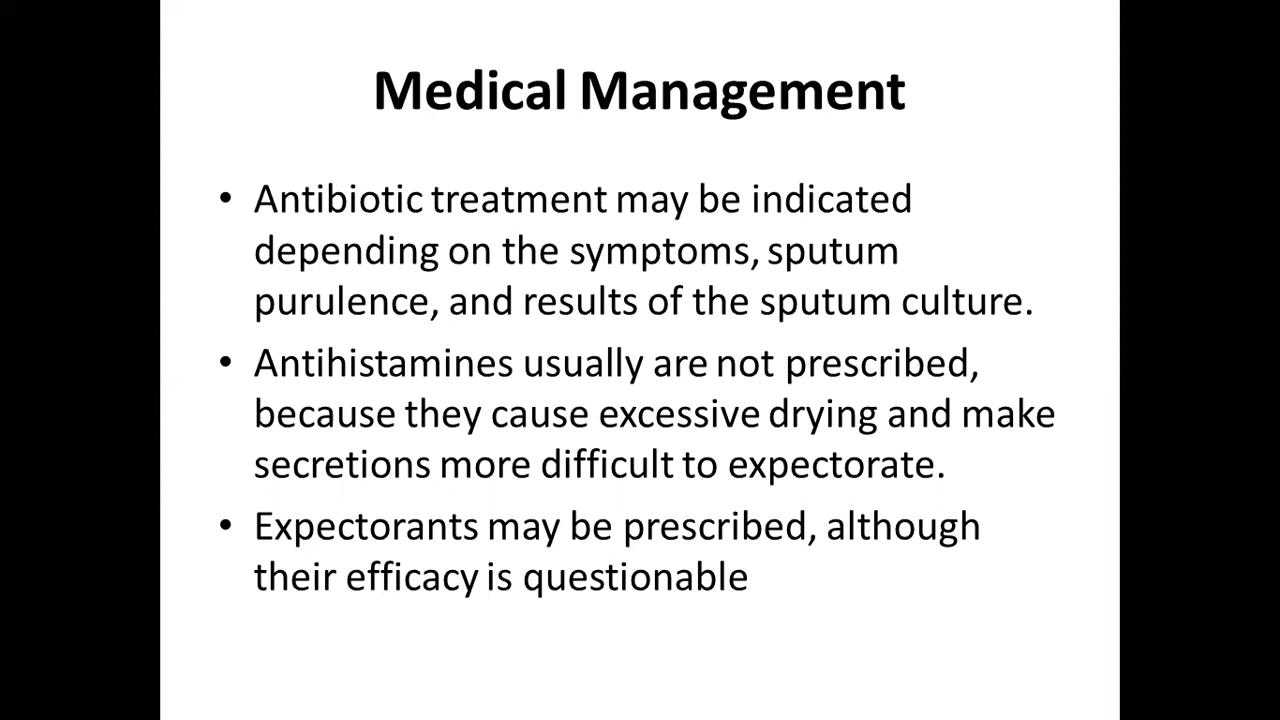 Medical Management
• Antibiotic treatment may be indicated
depending on the symptoms, sputum
purulence, and results of the sputum culture.
• Antihistamines usually are not prescribed,
because they cause excessive drying and make
secretions more difficult to expectorate.
• Expectorants may be prescribed, although
their efficacy is questionable